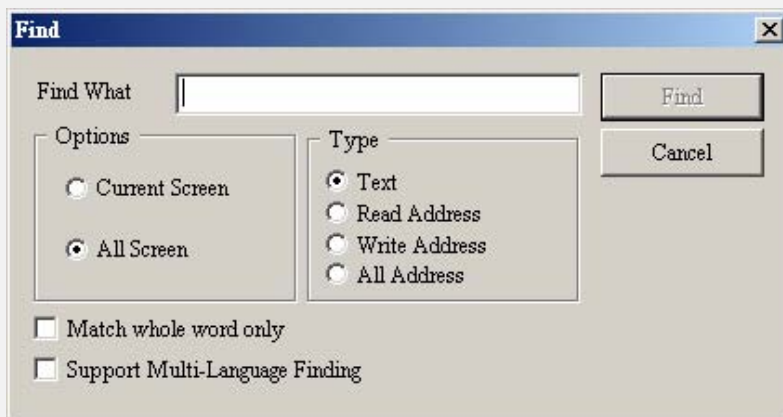 Find
Find What
Find
Options
Current Screen
All Screen
Type
Text
Read Address
Write Address
All Address
Cancel
Match whole word only
Support Multi-Language Finding